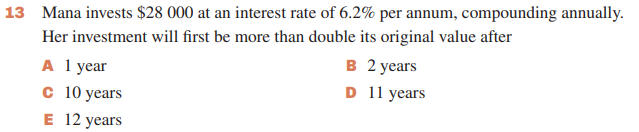 13 Mana invests $28 000 at an interest rate of 6.2% per annum, compounding annually.
Her investment will first be more than double its original value after
A 1 year B 2 years
C 10 years D 11 years
E 12 years